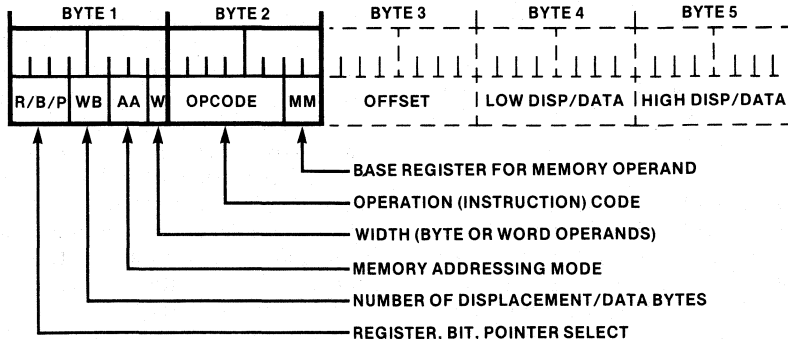 BYTE 1 BYTE 2 BYTE 3 BYTE 4 BYTE 5
R/B/P WB AA W OPCODE MM OFFSET LOW DISP/DATA HIGH DISP/DATA
BASE REGISTER FOR MEMORY OPERAND
OPERATION (INSTRUCTION) CODE
WIDTH (BYTE OR WORD OPERANDS)
MEMORY ADDRESSING MODE
NUMBER OF DISPLACEMENT/DATA BYTES
REGISTER, BIT, POINTER SELECT